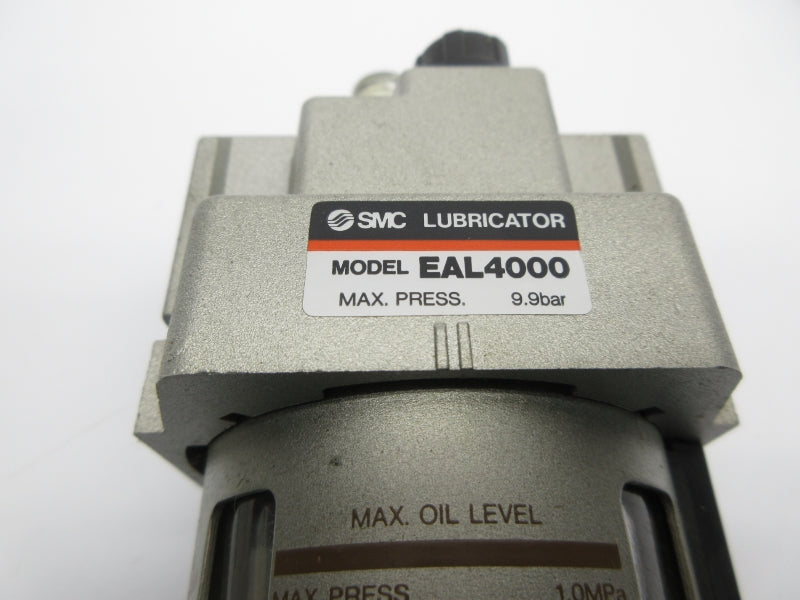 SMC LUBRICATOR
MODEL EAL4000
MAX. PRESS. 9.9bar
MAX. OIL LEVEL
MAX PRESS 1.0MPa